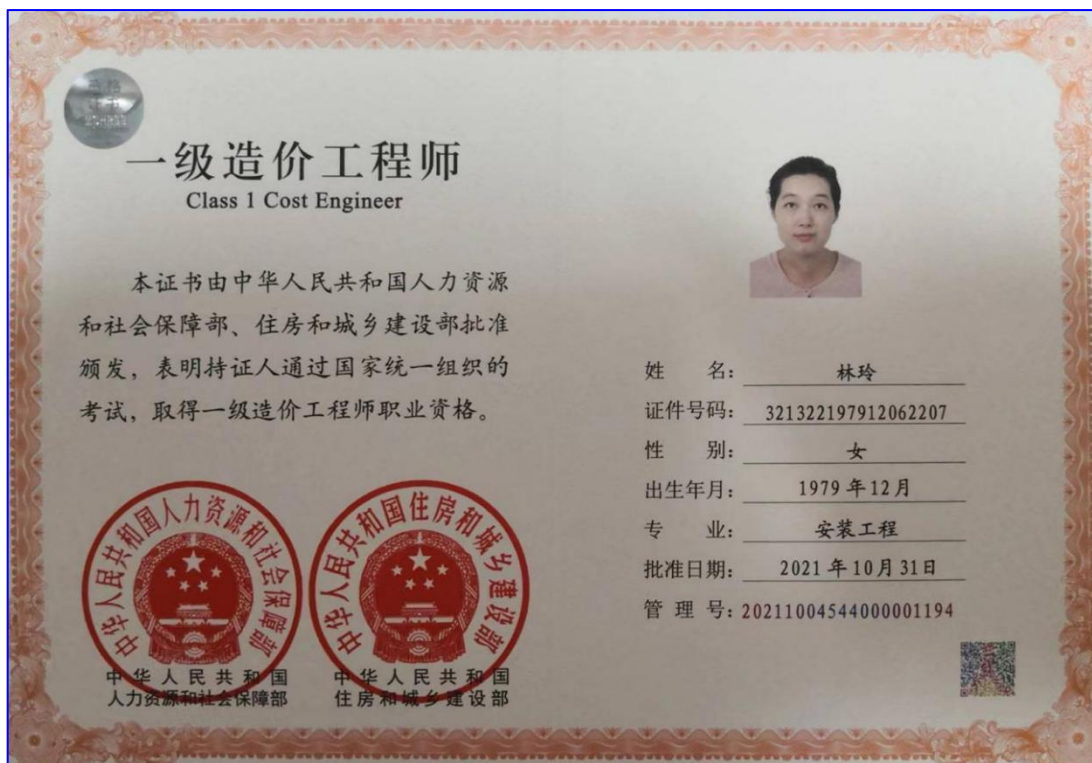 一级造价工程师
Class 1 Cost Engineer
本证书由中华人民共和国人力资源
和社会保障部、住房和城乡建设部批准
颁发，表明持证人通过国家统一组织的
考试，取得一级造价工程师职业资格。
中华人民共和国人力资源和社会保障部
中华人民共和国住房和城乡建设部
中华人民共和国
人力资源和社会保障部
中华人民共和国
住房和城乡建设部
姓 名： 林玲
证件号码： 321322197912062207
性 别： 女
出生年月： 1979年12月
专 业： 安装工程
批准日期： 2021年10月31日
管 理 号：20211004544000001194